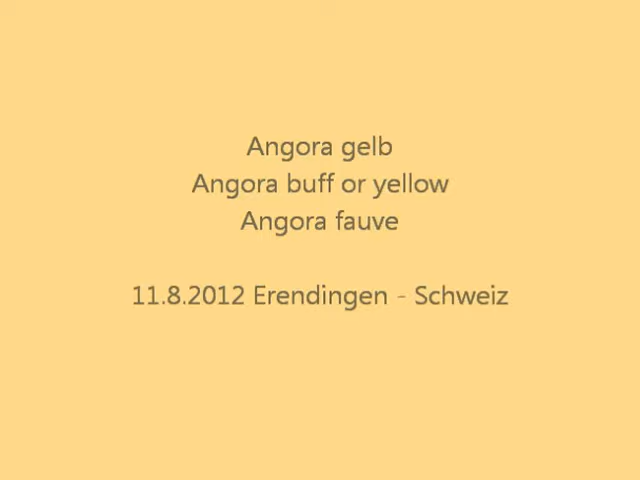 Angora gelb
Angora buff or yellow
Angora fauve
11.8.2012 Erendingen - Schweiz